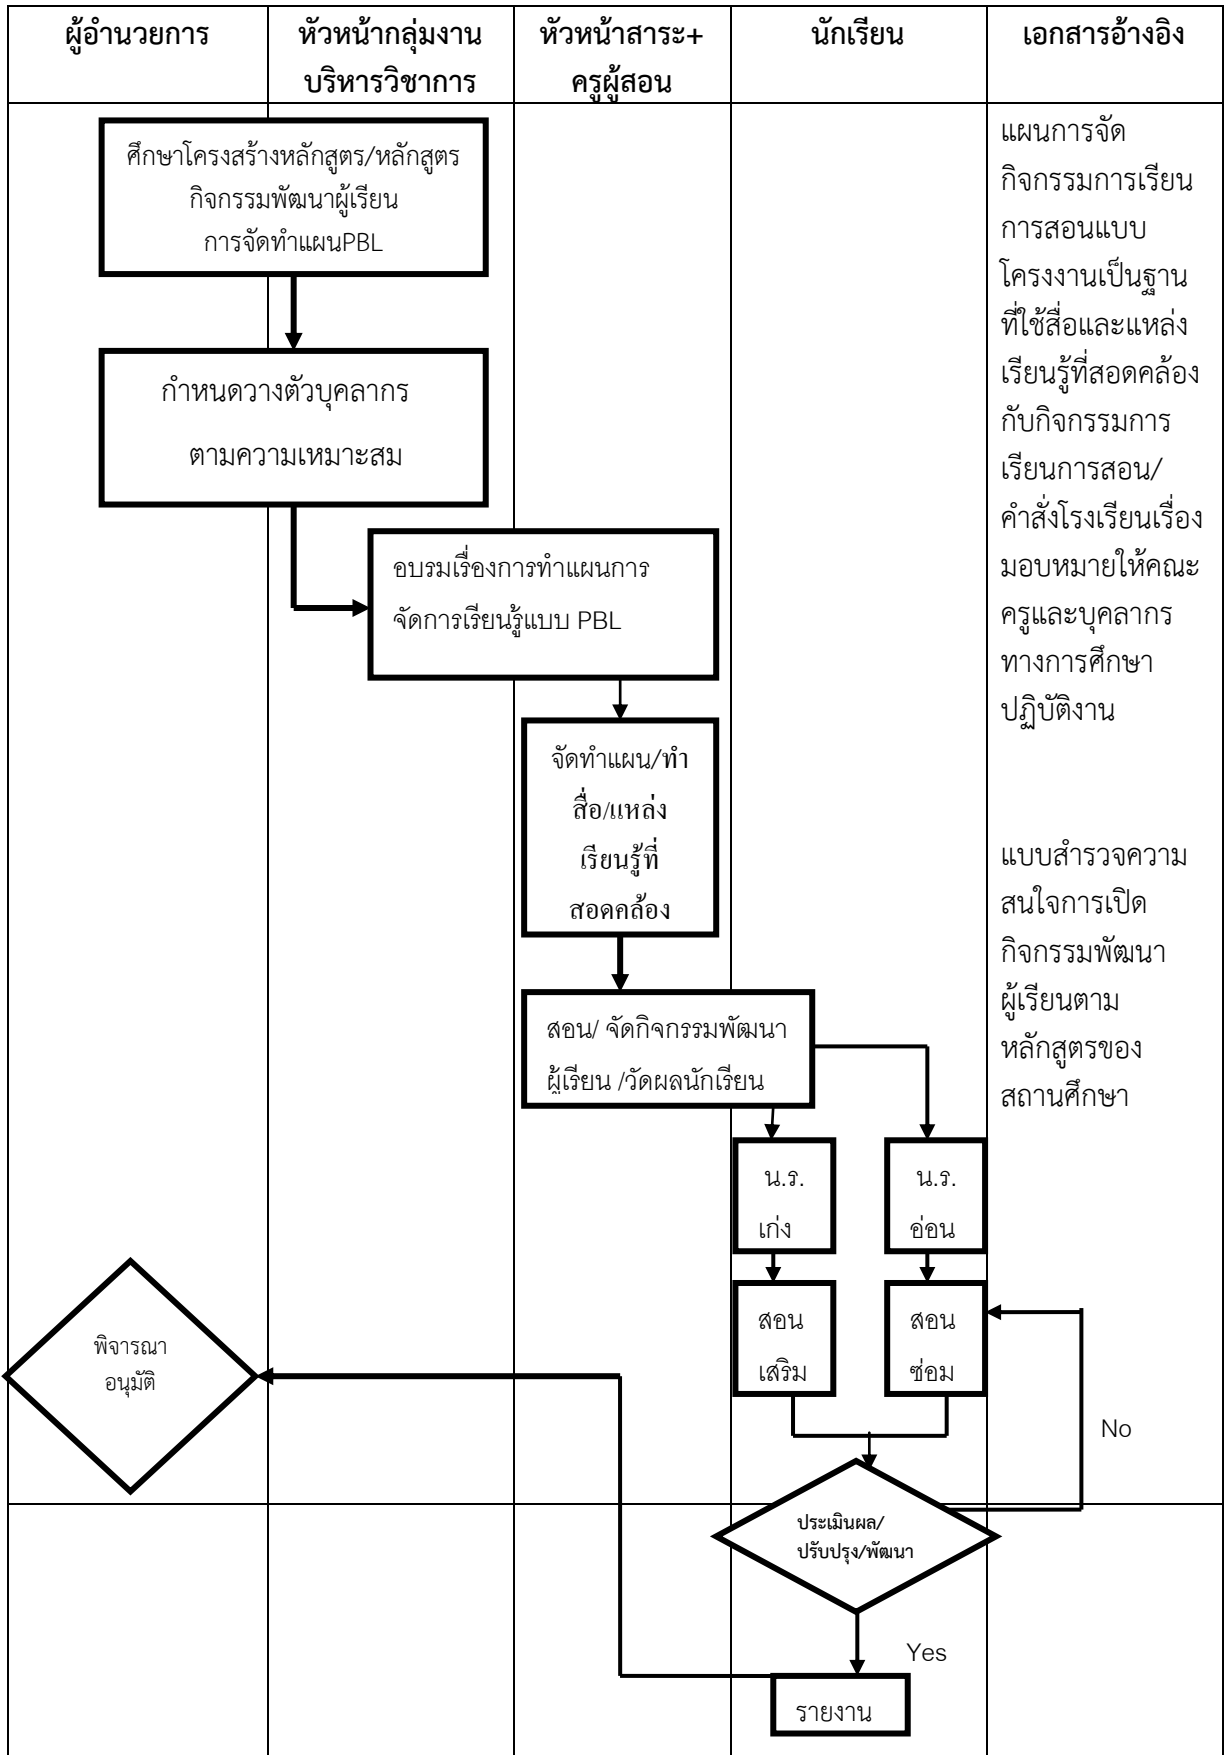 ผู้อำนวยการ
หัวหน้ากลุ่มงาน
บริหารวิชาการ
หัวหน้าสาระ+
ครูผู้สอน
นักเรียน
เอกสารอ้างอิง
ศึกษาโครงสร้างหลักสูตร/หลักสูตร
กิจกรรมพัฒนาผู้เรียน
การจัดทำแผนPBL
กำหนดวางตัวบุคลากร
ตามความเหมาะสม
อบรมเรื่องการทำแผนการ
จัดการเรียนรู้แบบ PBL
จัดทำแผน/ทำ
สื่อ/แหล่ง
เรียนรู้ที่
สอดคล้อง
สอน/ จัดกิจกรรมพัฒนา
ผู้เรียน /วัดผลนักเรียน
น.ร.
เก่ง
น.ร.
อ่อน
สอน
เสริม
สอน
ซ่อม
พิจารณา
อนุมัติ
No
ประเมินผล/
ปรับปรุง/พัฒนา
Yes
รายงาน
แผนการจัด
กิจกรรมการเรียน
การสอนแบบ
โครงงานเป็นฐาน
ที่ใช้สื่อและแหล่ง
เรียนรู้ที่สอดคล้อง
กับกิจกรรมการ
เรียนการสอน/
คำสั่งโรงเรียนเรื่อง
มอบหมายให้คณะ
ครูและบุคลากร
ทางการศึกษา
ปฏิบัติงาน
แบบสำรวจความ
สนใจการเปิด
กิจกรรมพัฒนา
ผู้เรียนตาม
หลักสูตรของ
สถานศึกษา